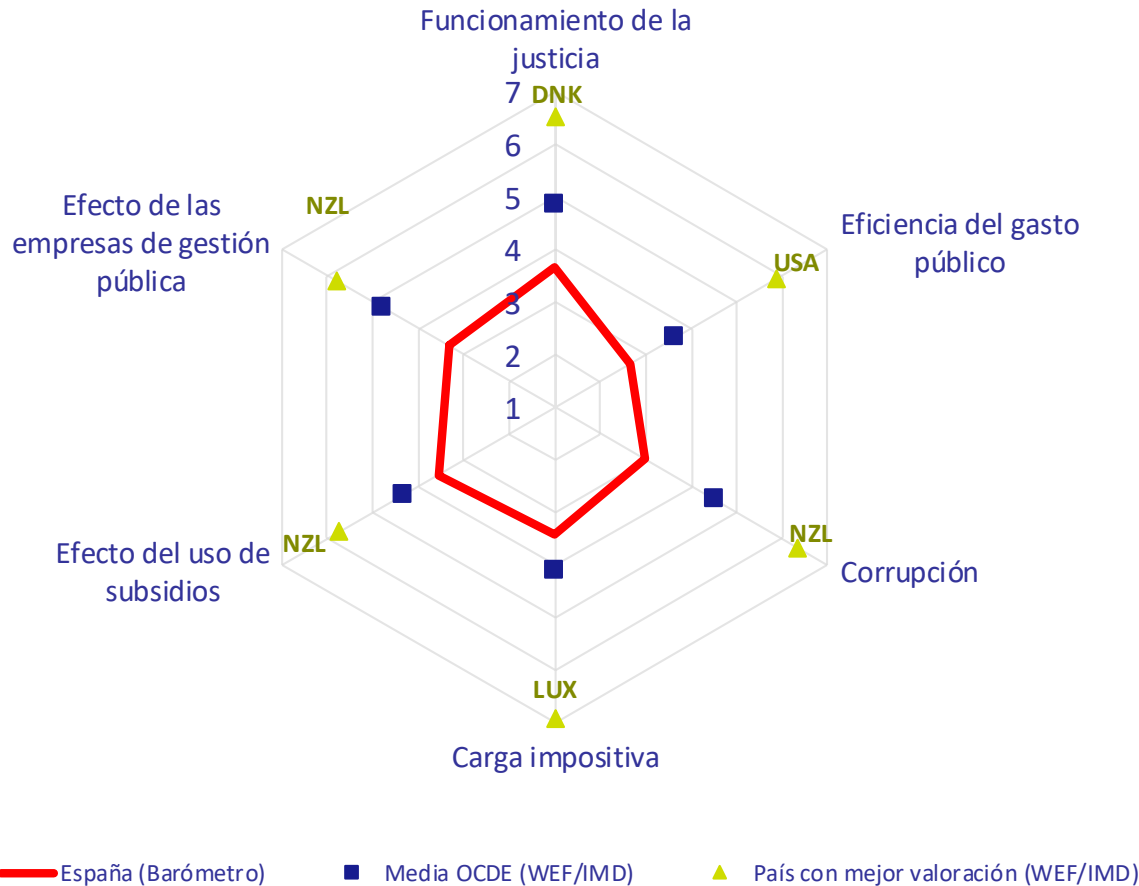 Funcionamiento de la
justicia
7
DNK
6
5
4
3
2
1
NZL
Efecto de las
empresas de gestión
pública
Eficiencia del gasto
público
USA
NZL
Corrupción
NZL
Efecto del uso de
subsidios
LUX
Carga impositiva
España (Barómetro)
Media OCDE (WEF/IMD)
País con mejor valoración (WEF/IMD)